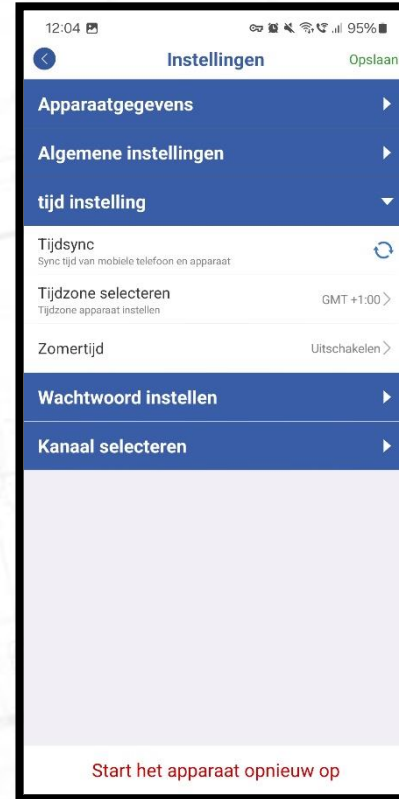 12:04 95%
Instellingen Opslaan
Apparaatgegevens
Algemene instellingen
tijd instelling
Tijdsync
Sync tijd van mobiele telefoon en apparaat
Tijdzone selecteren GMT +1:00
Tijdzone apparaat instellen
Zomertijd Uitschakelen
Wachtwoord instellen
Kanaal selecteren
Start het apparaat opnieuw op